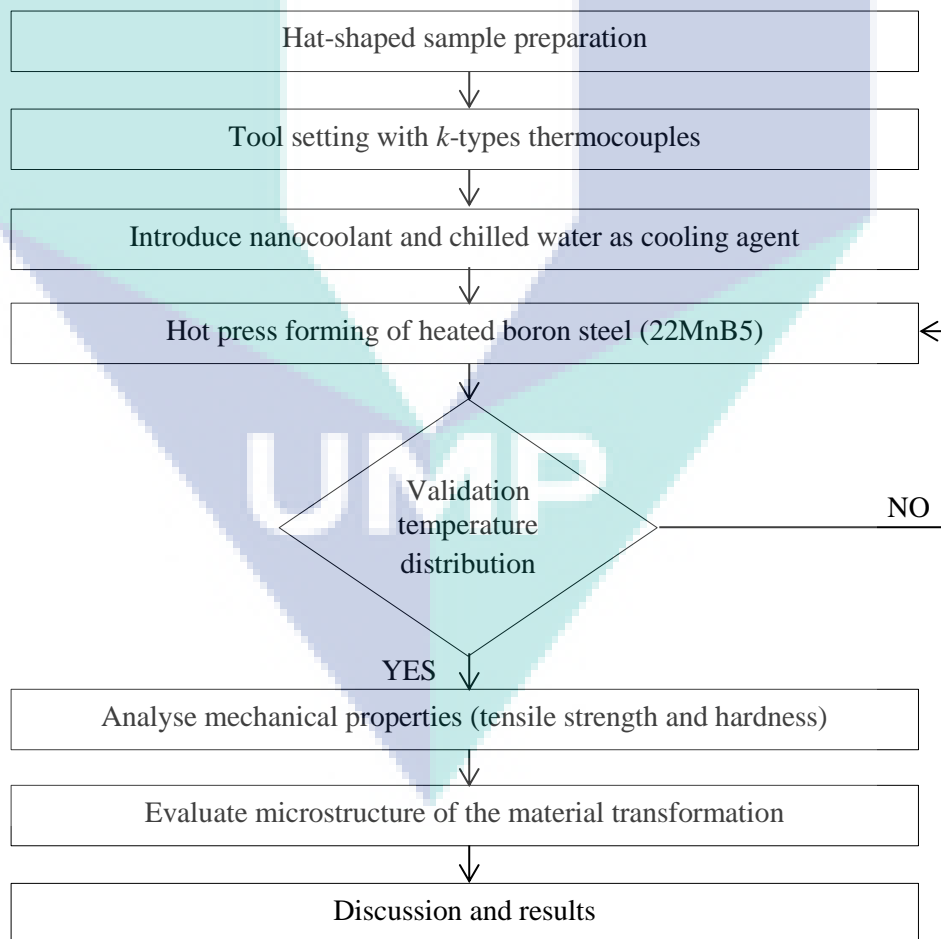 Hat-shaped sample preparation
Tool setting with k-types thermocouples
Introduce nanocoolant and chilled water as cooling agent
Hot press forming of heated boron steel (22MnB5)
UMP
Validation
temperature
distribution
NO
YES
Analyse mechanical properties (tensile strength and hardness)
Evaluate microstructure of the material transformation
Discussion and results